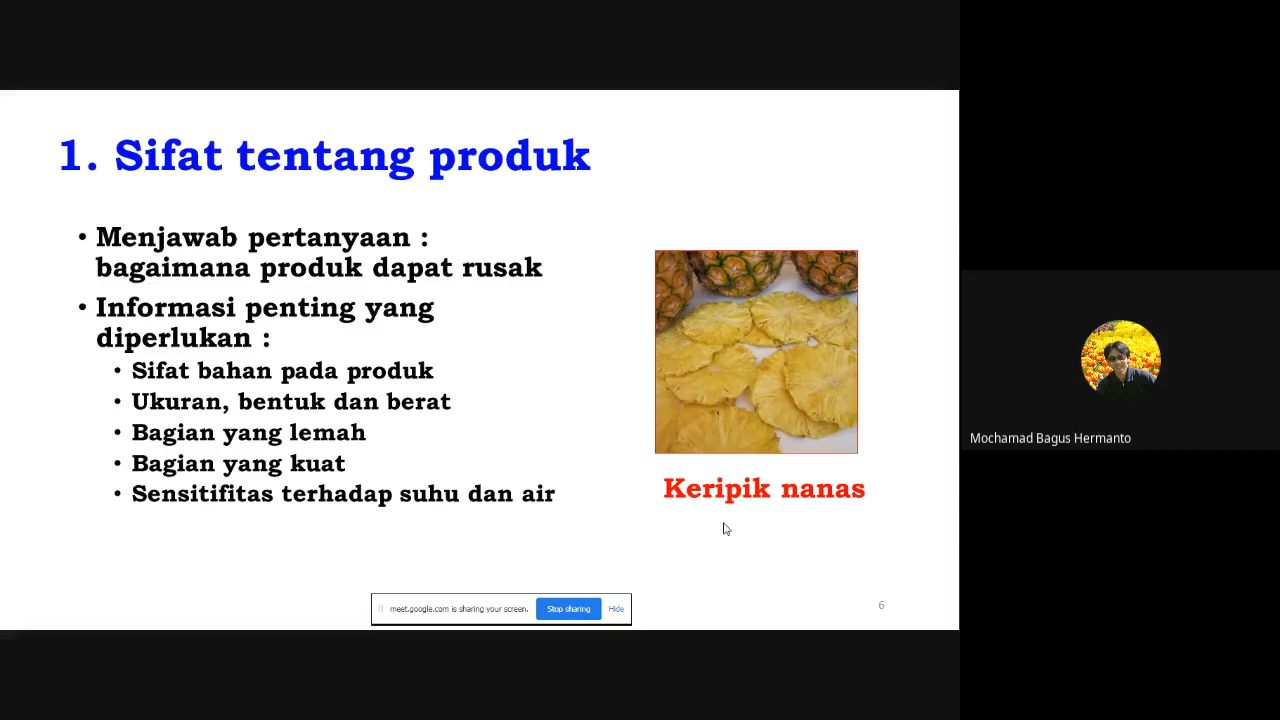 1. Sifat tentang produk
• Menjawab pertanyaan :
bagaimana produk dapat rusak
• Informasi penting yang
diperlukan :
• Sifat bahan pada produk
• Ukuran, bentuk dan berat
• Bagian yang lemah
• Bagian yang kuat
• Sensitifitas terhadap suhu dan air
Keripik nanas
meet.google.com is sharing your screen. Stop sharing Hide
6
Mochamad Bagus Hermanto